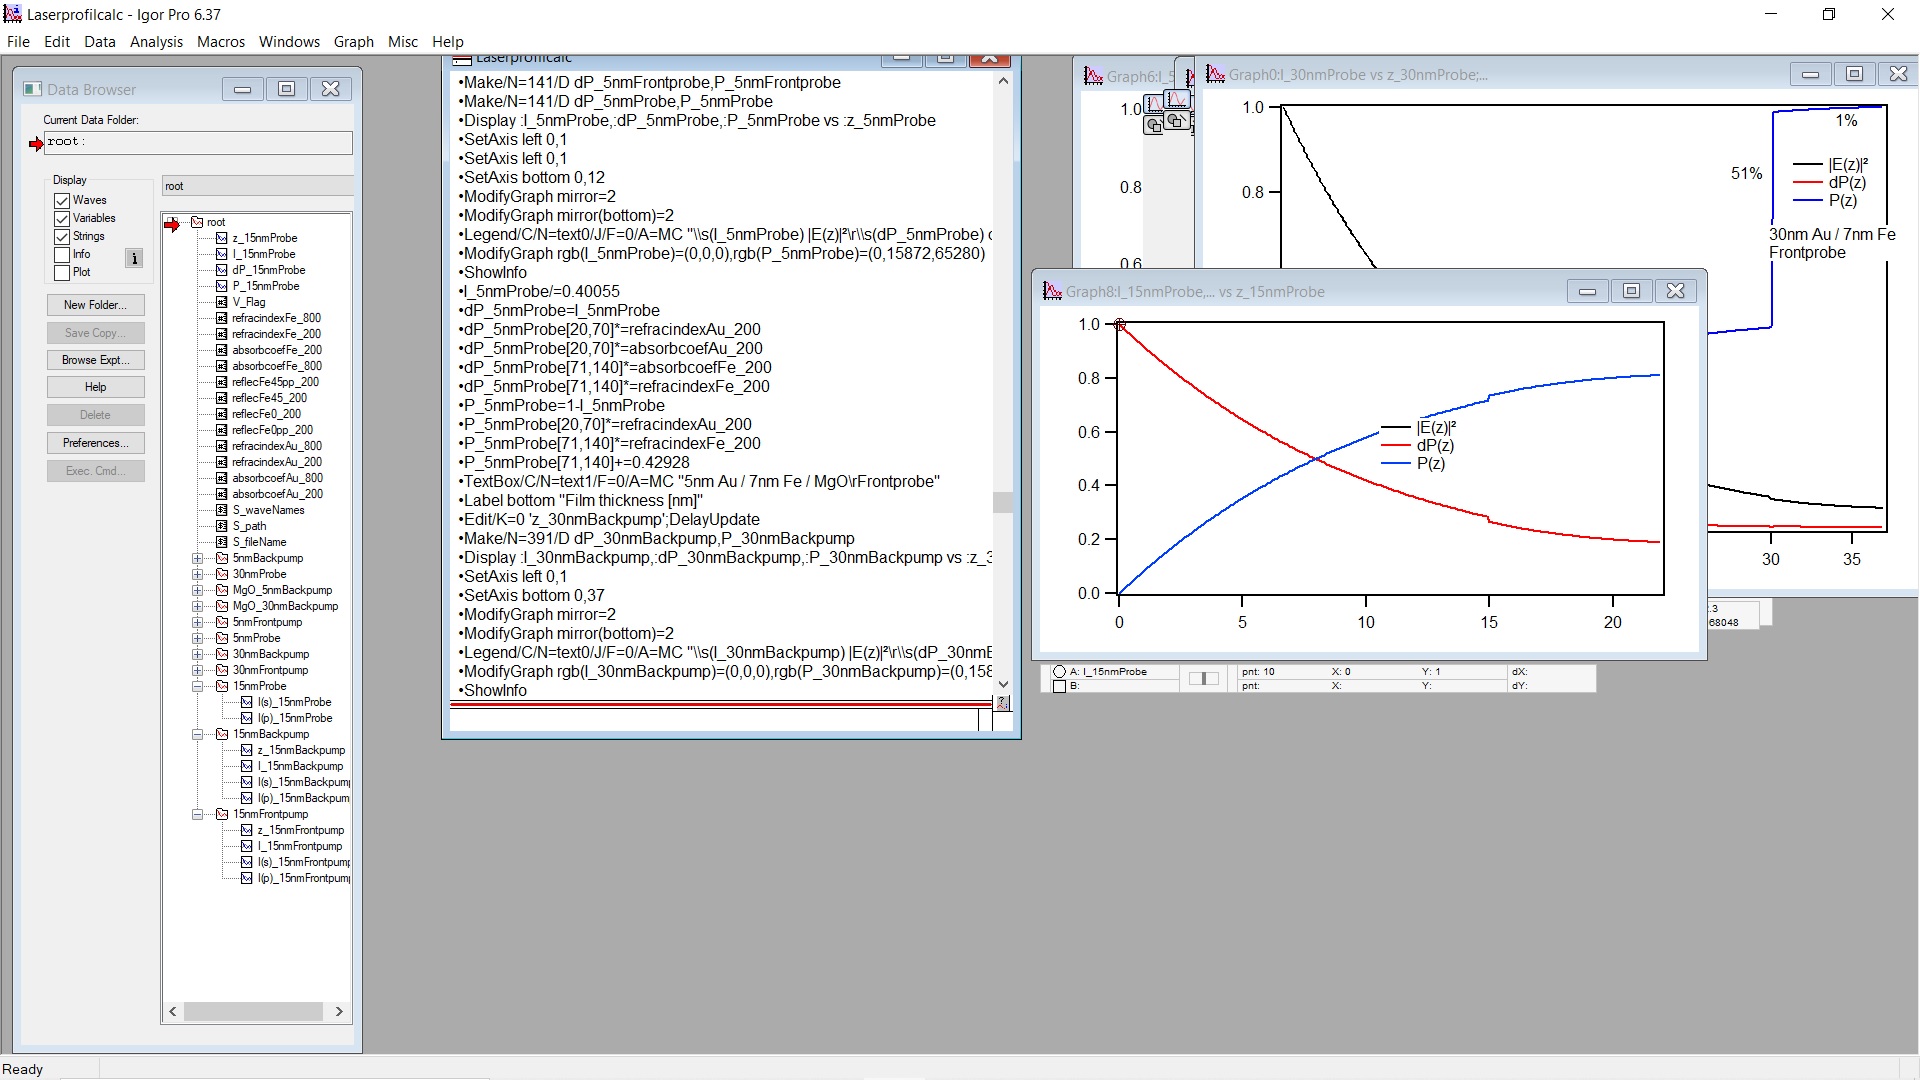 Laserprofilcalc - Igor Pro 6.37
File Edit Data Analysis Macros Windows Graph Misc Help
Data Browser
Current Data Folder:
root:
Display
Waves
Variables
Strings
Info
Plot
New Folder...
Save Copy...
Browse Expt...
Help
Delete
Preferences...
Exec. Cmd...
root
root
z_15nmProbe
I_15nmProbe
dP_15nmProbe
P_15nmProbe
V_Flag
refracindexFe_800
refracindexFe_200
absorbcoefFe_200
absorbcoefFe_800
reflecFe45pp_200
reflecFe45_200
reflecFe0_200
reflecFe0pp_200
refracindexAu_800
refracindexAu_200
absorbcoefAu_800
absorbcoefAu_200
S_waveNames
S_path
S_fileName
5nmBackpump
30nmProbe
MgO_5nmBackpump
MgO_30nmBackpump
5nmFrontpump
5nmProbe
30nmBackpump
30nmFrontpump
15nmProbe
I(s)_15nmProbe
I(p)_15nmProbe
15nmBackpump
z_15nmBackpump
I_15nmBackpump
I(s)_15nmBackpum
I(p)_15nmBackpum
15nmFrontpump
z_15nmFrontpump
I_15nmFrontpump
I(s)_15nmFrontpum
I(p)_15nmFrontpum
Laserprofilcalc
•Make/N=141/D dP_5nmFrontprobe,P_5nmFrontprobe
•Make/N=141/D dP_5nmProbe,P_5nmProbe
•Display :I_5nmProbe,:dP_5nmProbe,:P_5nmProbe vs :z_5nmProbe
•SetAxis left 0,1
•SetAxis left 0,1
•SetAxis bottom 0,12
•ModifyGraph mirror=2
•ModifyGraph mirror(bottom)=2
•Legend/C/N=text0/J/F=0/A=MC "\\s(I_5nmProbe) |E(z)|²\r\\s(dP_5nmProbe) c
•ModifyGraph rgb(I_5nmProbe)=(0,0,0),rgb(P_5nmProbe)=(0,15872,65280)
•ShowInfo
•I_5nmProbe/=0.40055
•dP_5nmProbe=I_5nmProbe
•dP_5nmProbe[20,70]*=refracindexAu_200
•dP_5nmProbe[20,70]*=absorbcoefAu_200
•dP_5nmProbe[71,140]*=absorbcoefFe_200
•dP_5nmProbe[71,140]*=refracindexFe_200
•P_5nmProbe=1-I_5nmProbe
•P_5nmProbe[20,70]*=refracindexAu_200
•P_5nmProbe[71,140]*=refracindexFe_200
•P_5nmProbe[71,140]+=0.42928
•TextBox/C/N=text1/F=0/A=MC "5nm Au / 7nm Fe / MgO\rFrontprobe"
•Label bottom "Film thickness [nm]"
•Edit/K=0 'z_30nmBackpump';DelayUpdate
•Make/N=391/D dP_30nmBackpump,P_30nmBackpump
•Display :I_30nmBackpump,:dP_30nmBackpump,:P_30nmBackpump vs :z_3
•SetAxis left 0,1
•SetAxis bottom 0,37
•ModifyGraph mirror=2
•ModifyGraph mirror(bottom)=2
•Legend/C/N=text0/J/F=0/A=MC "\\s(I_30nmBackpump) |E(z)|²\r\\s(dP_30nmE
•ModifyGraph rgb(I_30nmBackpump)=(0,0,0),rgb(P_30nmBackpump)=(0,158
•ShowInfo
Graph6:I_5
1.0
0.8
0.6
Graph0:I_30nmProbe vs z_30nmProbe;...
1.0
0.8
1%
51%
|E(z)|²
dP(z)
P(z)
30nm Au / 7nm Fe
Frontprobe
30
35
.3
68048
Graph8:I_15nmProbe,... vs z_15nmProbe
1.0
0.8
0.6
0.4
0.2
0.0
|E(z)|²
dP(z)
P(z)
0 5 10 15 20
A: I_15nmProbe pnt: 10 X: 0 Y: 1 dX:
B: pnt: X: Y: dY:
Ready